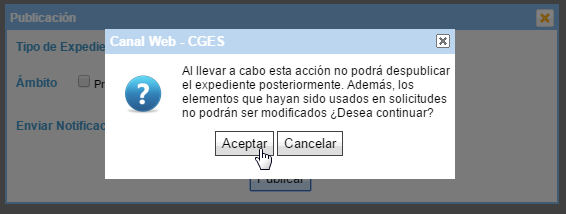 Publicación
Canal Web - CGES
Tipo de Expedie
Al llevar a cabo esta acción no podrá despublicar
el expediente posteriormente. Además, los
elementos que hayan sido usados en solicitudes
no podrán ser modificados ¿Desea continuar?
Ámbito
Pr
Enviar Notificac
Aceptar Cancelar
Publicar